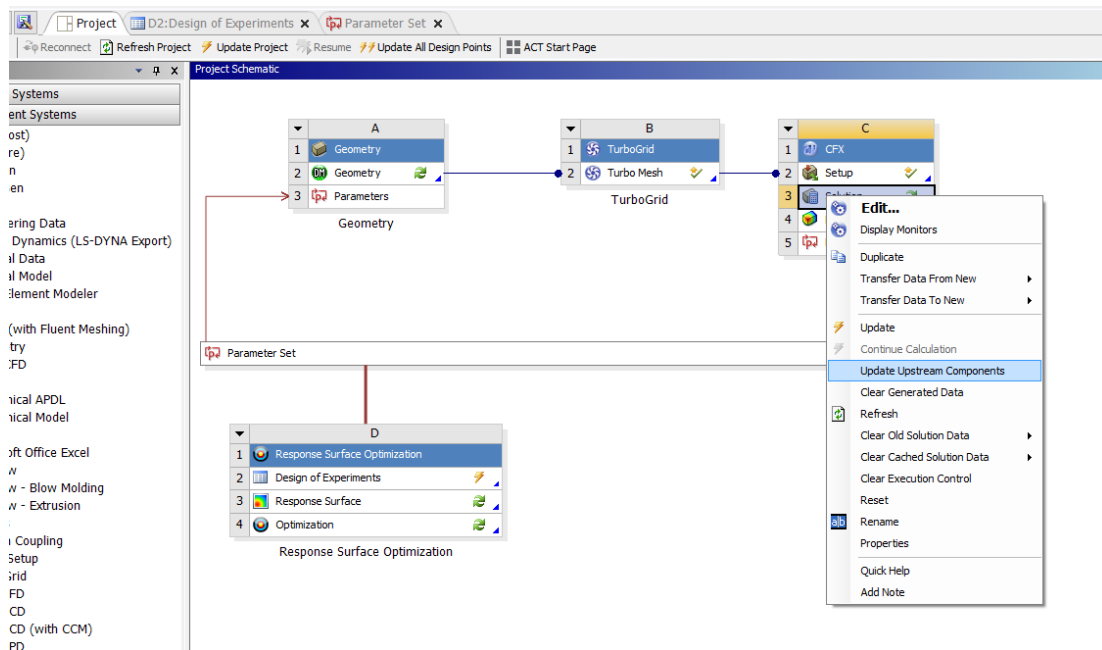 Project
D2:Design of Experiments
Parameter Set
Reconnect
Refresh Project
Update Project
Resume
Update All Design Points
ACT Start Page
Project Schematic
Systems
ent Systems
ost)
re)
n
en
ering Data
Dynamics (LS-DYNA Export)
al Data
al Model
Element Modeler
(with Fluent Meshing)
try
CFD
nical APDL
nical Model
oft Office Excel
w
w - Blow Molding
w - Extrusion
n Coupling
Setup
Grid
FD
CD
CD (with CCM)
PD
A
1 Geometry
2 Geometry
3 Parameters
Geometry
B
1 TurboGrid
2 Turbo Mesh
TurboGrid
C
1 CFX
2 Setup
3 Solution
4
5
Edit...
Display Monitors
Duplicate
Transfer Data From New
Transfer Data To New
Update
Continue Calculation
Update Upstream Components
Clear Generated Data
Refresh
Clear Old Solution Data
Clear Cached Solution Data
Clear Execution Control
Reset
Rename
Properties
Quick Help
Add Note
Parameter Set
D
1 Response Surface Optimization
2 Design of Experiments
3 Response Surface
4 Optimization
Response Surface Optimization